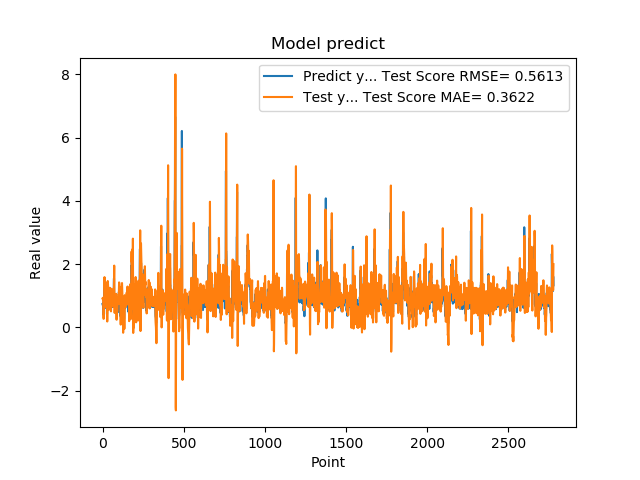 Model predict
Predict y... Test Score RMSE= 0.5613
Test y... Test Score MAE= 0.3622
8
6
4
2
0
−2
Real value
0 500 1000 1500 2000 2500
Point